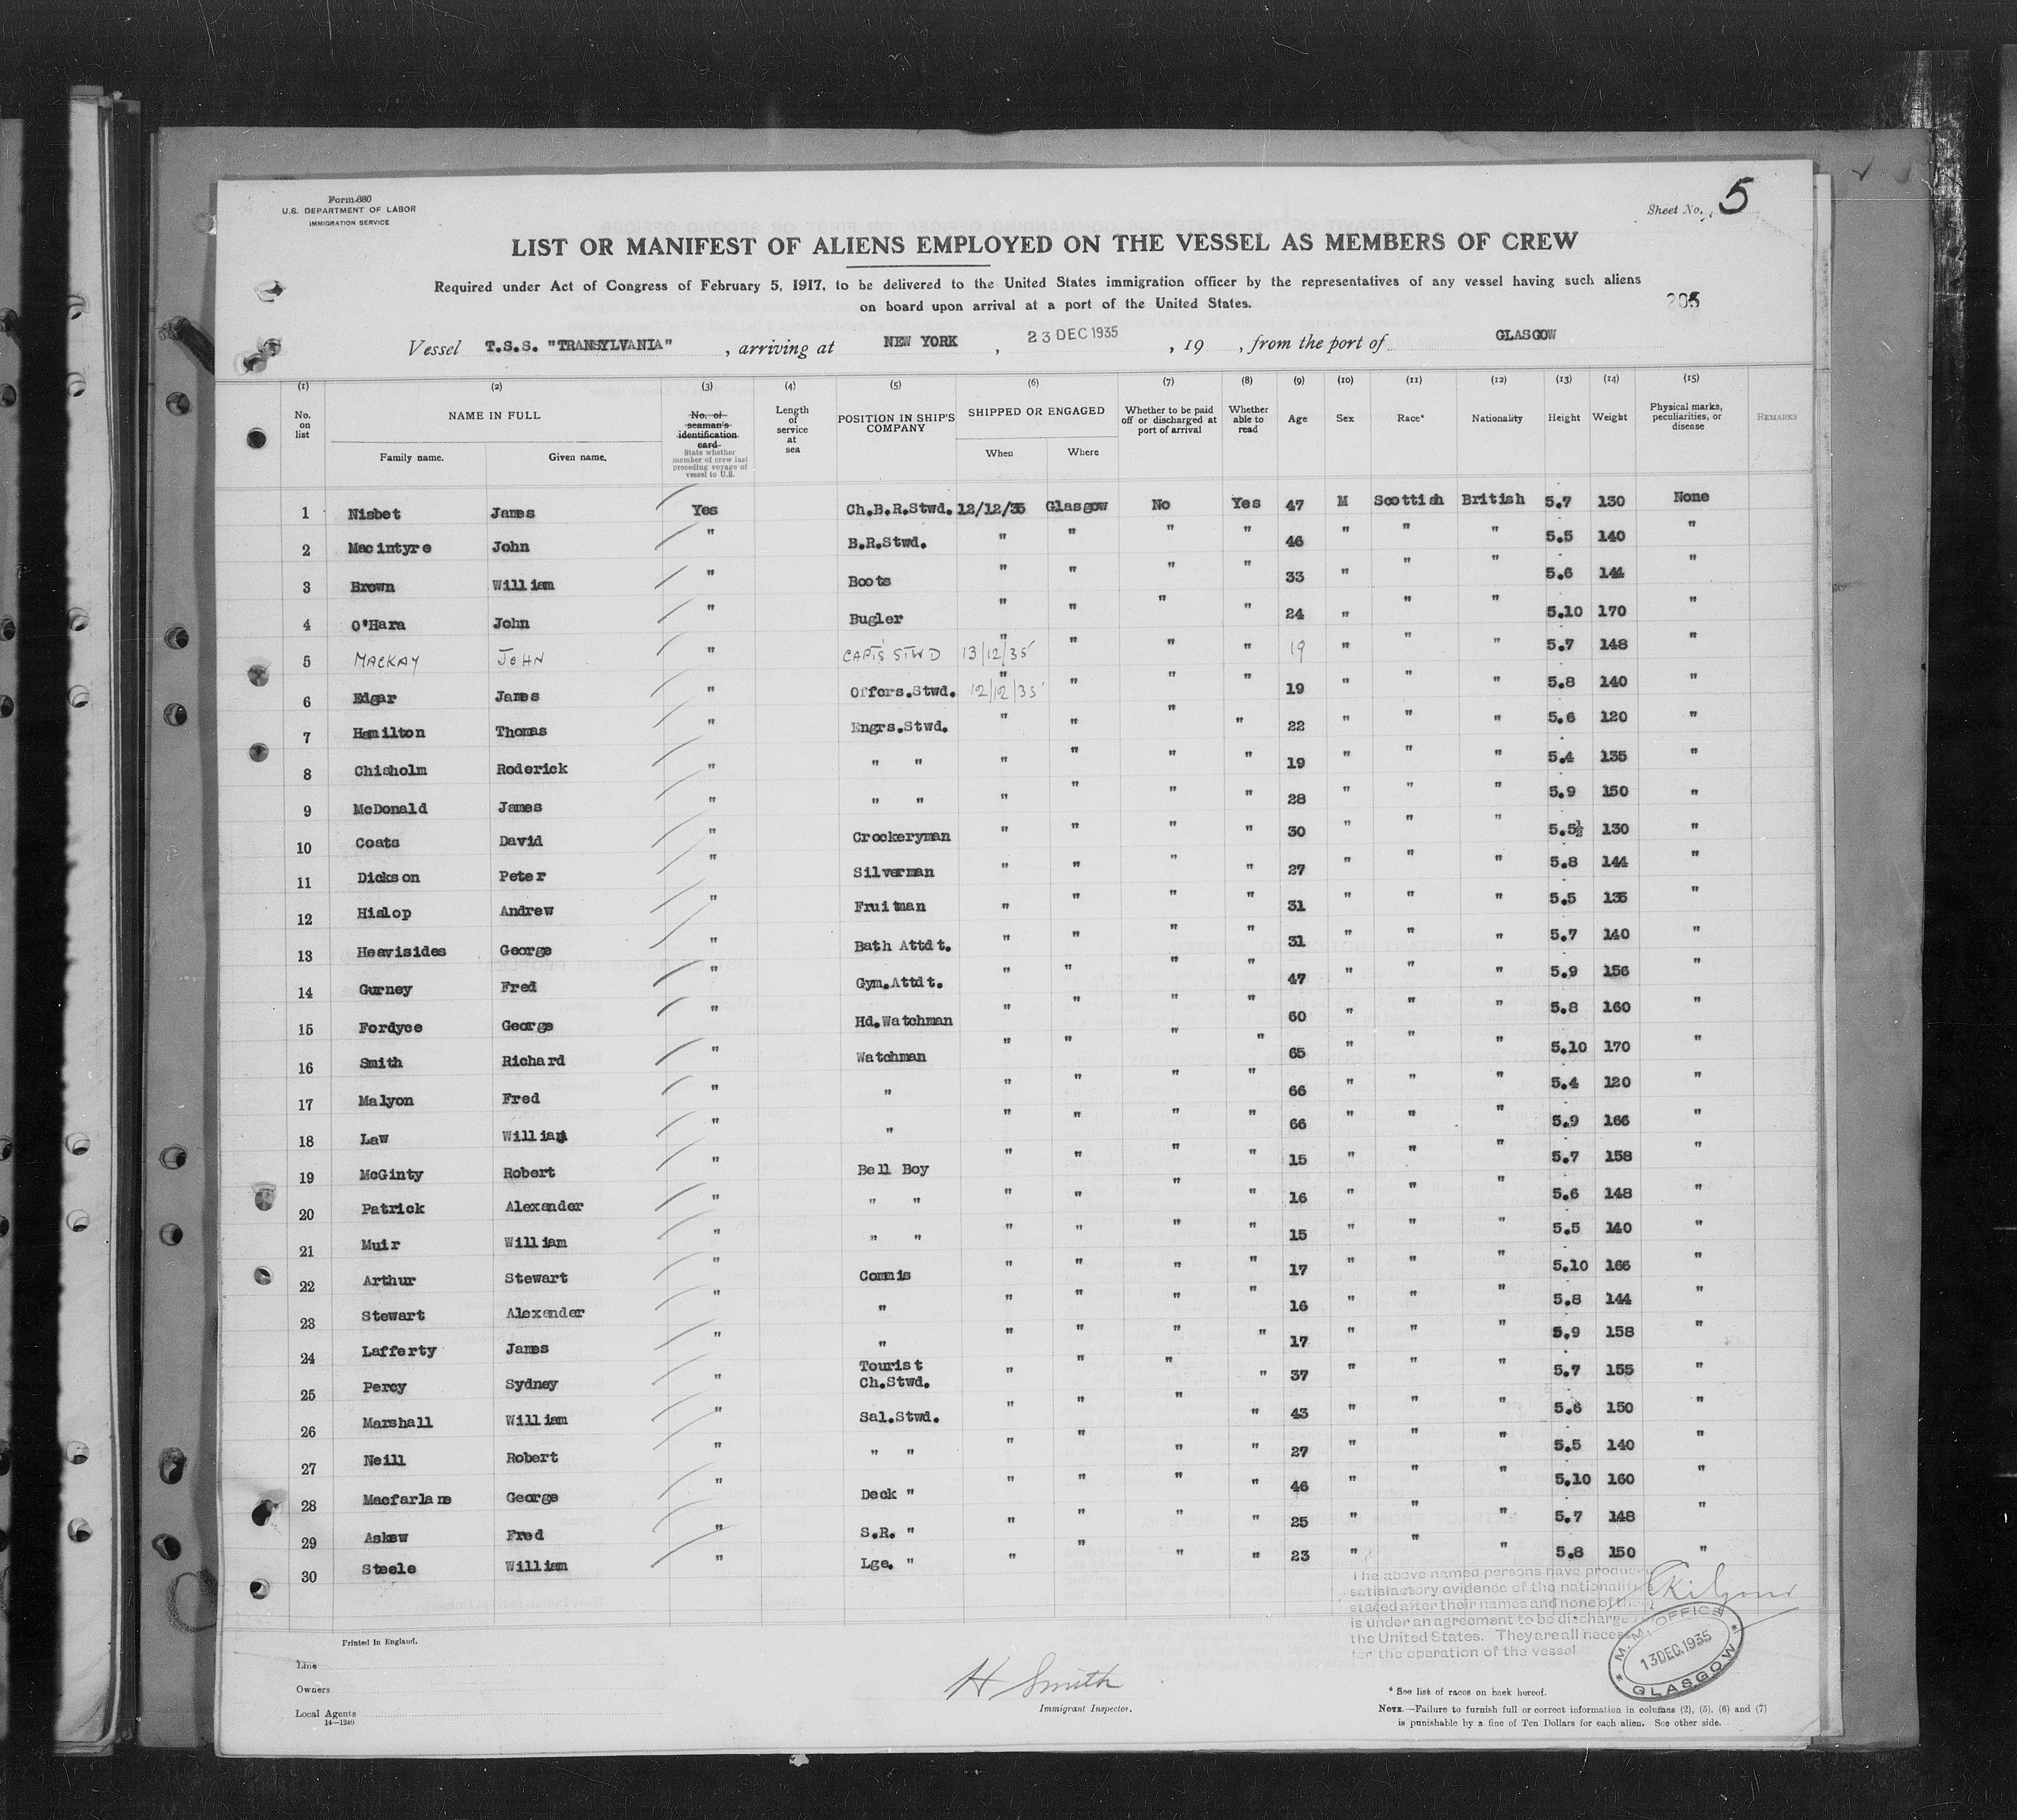 Form 680
U.S. DEPARTMENT OF LABOR
IMMIGRATION SERVICE
Sheet No. 5
LIST OR MANIFEST OF ALIENS EMPLOYED ON THE VESSEL AS MEMBERS OF CREW
Required under Act of Congress of February 5, 1917, to be delivered to the United States immigration officer by the representatives of any vessel having such aliens
on board upon arrival at a port of the United States.
205
Vessel T.S.S. "TRANSYLVANIA" , arriving at NEW YORK , 23 DEC 1935 , 19 , from the port of GLASGOW
(1) (2) (3) (4) (5) (6) (7) (8) (9) (10) (11) (12) (13) (14) (15)
No. on list NAME IN FULL Family name. Given name. No. of seaman's identification card State whether member of crew last preceding voyage of vessel to U.S. Length of service at sea POSITION IN SHIP'S COMPANY SHIPPED OR ENGAGED When Where Whether to be paid off or discharged at port of arrival Whether able to read Age Sex Race* Nationality Height Weight Physical marks, peculiarities, or disease REMARKS
1 Nisbet James Yes Ch.B.R.Stwd. 12/12/35 Glasgow No Yes 47 M Scottish British 5.7 130 None
2 Macintyre John " B.R.Stwd. " " " " 46 " " " 5.5 140 "
3 Brown William " Boots " " " " 33 " " " 5.6 144 "
4 O'Hara John " Bugler " " " " 24 " " " 5.10 170 "
5 MACKAY JOHN " CAPTS STWD " 13/12/35 " " " 19 " " " 5.7 148 "
6 Edgar James " Offcrs.Stwd. " 12/12/35 " " " 19 " " " 5.8 140 "
7 Hamilton Thomas " Engrs.Stwd. " " " " 22 " " " 5.6 120 "
8 Chisholm Roderick " " " " " " " 19 " " " 5.4 135 "
9 McDonald James " " " " " " " 28 " " " 5.9 150 "
10 Coats David " Crockeryman " " " " 30 " " " 5.5½ 130 "
11 Dickson Peter " Silverman " " " " 27 " " " 5.8 144 "
12 Hislop Andrew " Fruitman " " " " 31 " " " 5.5 135 "
13 Heavisides George " Bath Attdt. " " " " 31 " " " 5.7 140 "
14 Gurney Fred " Gym.Attdt. " " " " 47 " " " 5.9 156 "
15 Fordyce George " Hd.Watchman " " " " 60 " " " 5.8 160 "
16 Smith Richard " Watchman " " " " 65 " " " 5.10 170 "
17 Malyon Fred " " " " " " 66 " " " 5.4 120 "
18 Law William " " " " " " 66 " " " 5.9 166 "
19 McGinty Robert " Bell Boy " " " " 15 " " " 5.7 158 "
20 Patrick Alexander " " " " " " " 16 " " " 5.6 148 "
21 Muir William " " " " " " " 15 " " " 5.5 140 "
22 Arthur Stewart " Commis " " " " 17 " " " 5.10 166 "
23 Stewart Alexander " " " " " " 16 " " " 5.8 144 "
24 Lafferty James " " " " " " 17 " " " 5.9 158 "
25 Percy Sydney " Tourist Ch.Stwd. " " " " 37 " " " 5.7 155 "
26 Marshall William " Sal.Stwd. " " " " 43 " " " 5.6 150 "
27 Neill Robert " " " " " " " 27 " " " 5.5 140 "
28 Macfarlane George " Deck " " " " " 46 " " " 5.10 160 "
29 Askew Fred " S.R. " " " " " 25 " " " 5.7 148 "
30 Steele William " Lge. " " " " " 23 " " " 5.8 150 "
The above named persons have produced
satisfactory evidence of the nationalities
stated after their names and none of them
is under an agreement to be discharged in
the United States. They are all necessary
for the operation of the vessel
M. M. OFFICE
13 DEC. 1935
GLASGOW
Printed in England.
Line
Owners
Local Agents
14—1240
H Smith
Immigrant Inspector.
* See list of races on back hereof.
NOTE.—Failure to furnish full or correct information in columns (2), (5), (6) and (7)
is punishable by a fine of Ten Dollars for each alien. See other side.